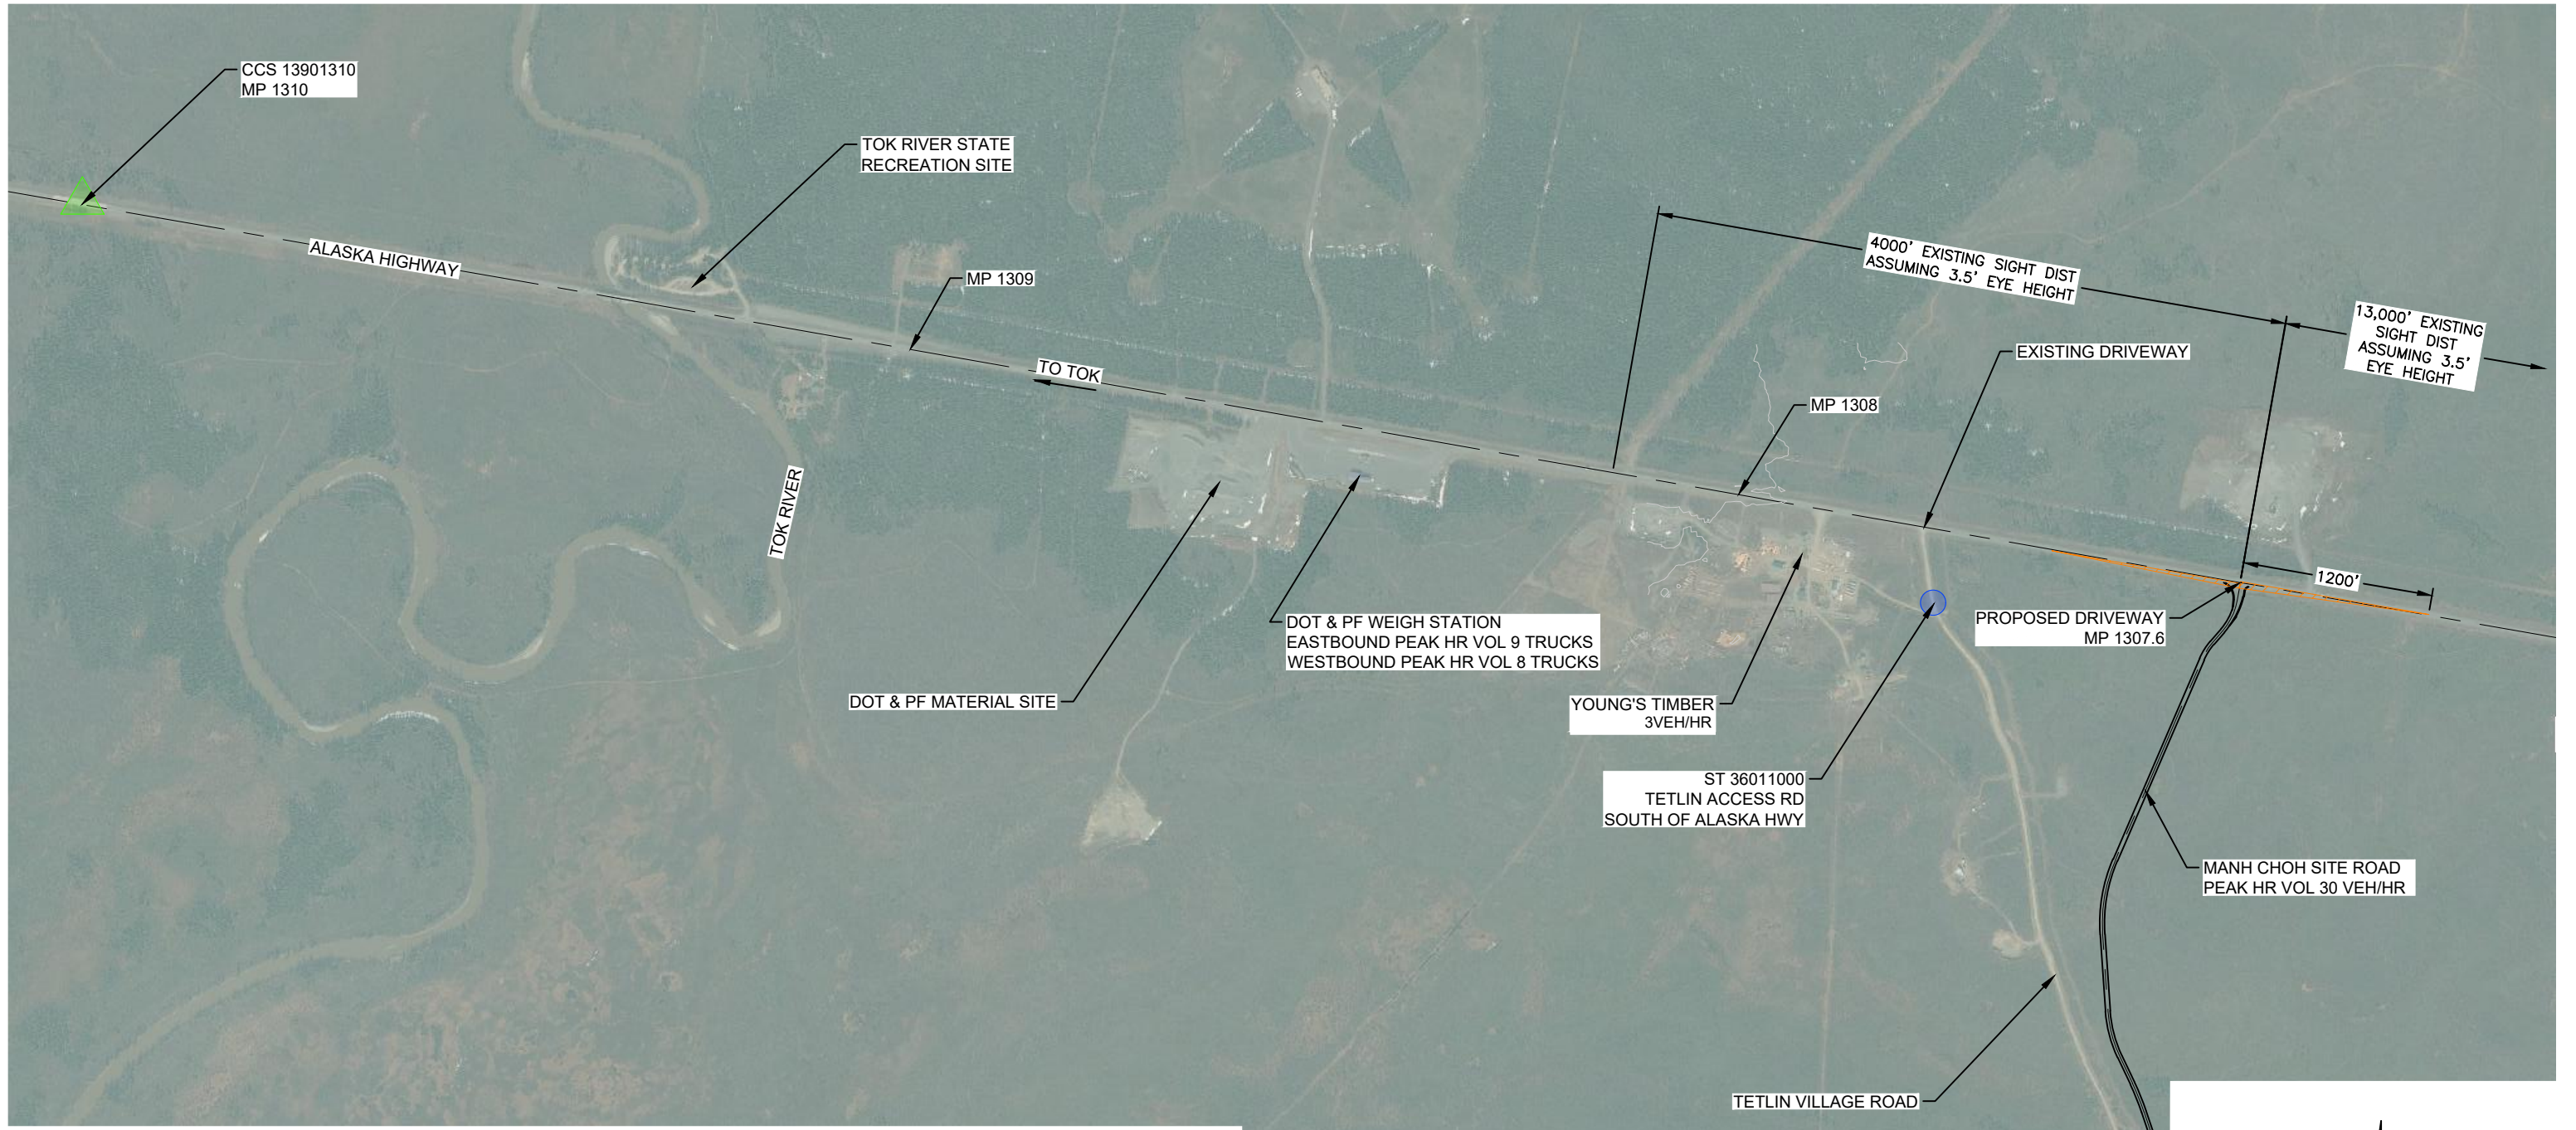 CCS 13901310
MP 1310
TOK RIVER STATE
RECREATION SITE
ALASKA HIGHWAY
MP 1309
TO TOK
4000' EXISTING SIGHT DIST
ASSUMING 3.5' EYE HEIGHT
13,000' EXISTING
SIGHT DIST
ASSUMING 3.5'
EYE HEIGHT
EXISTING DRIVEWAY
MP 1308
TOK RIVER
1200'
PROPOSED DRIVEWAY
MP 1307.6
DOT & PF WEIGH STATION
EASTBOUND PEAK HR VOL 9 TRUCKS
WESTBOUND PEAK HR VOL 8 TRUCKS
DOT & PF MATERIAL SITE
YOUNG'S TIMBER
3VEH/HR
ST 36011000
TETLIN ACCESS RD
SOUTH OF ALASKA HWY
MANH CHOH SITE ROAD
PEAK HR VOL 30 VEH/HR
TETLIN VILLAGE ROAD